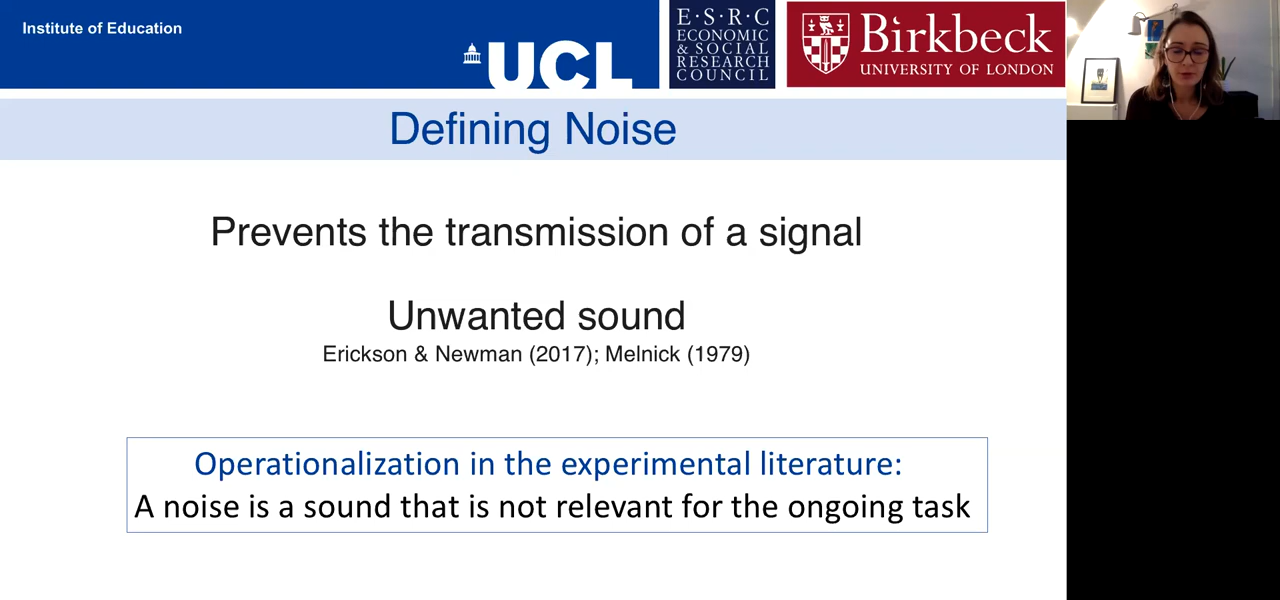 Institute of Education
UCL
E·S·R·C
ECONOMIC
& SOCIAL
RESEARCH
COUNCIL
Birkbeck
UNIVERSITY OF LONDON
Defining Noise
Prevents the transmission of a signal
Unwanted sound
Erickson & Newman (2017); Melnick (1979)
Operationalization in the experimental literature:
A noise is a sound that is not relevant for the ongoing task